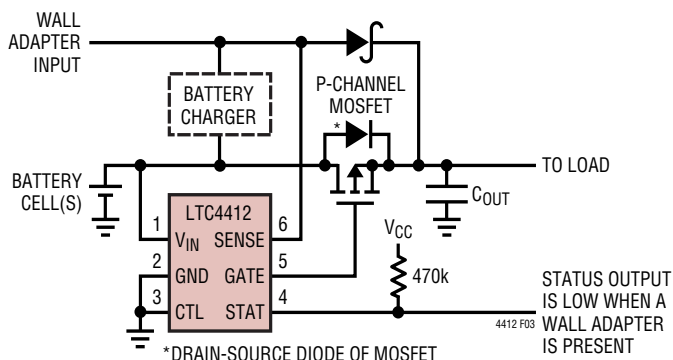 WALL
ADAPTER
INPUT
BATTERY
CHARGER
P-CHANNEL
MOSFET
*
TO LOAD
BATTERY
CELL(S)
COUT
LTC4412
1
VIN
SENSE
6
2
GND
GATE
5
3
CTL
STAT
4
VCC
470k
STATUS OUTPUT
IS LOW WHEN A
WALL ADAPTER
IS PRESENT
4412 F03
*DRAIN-SOURCE DIODE OF MOSFET